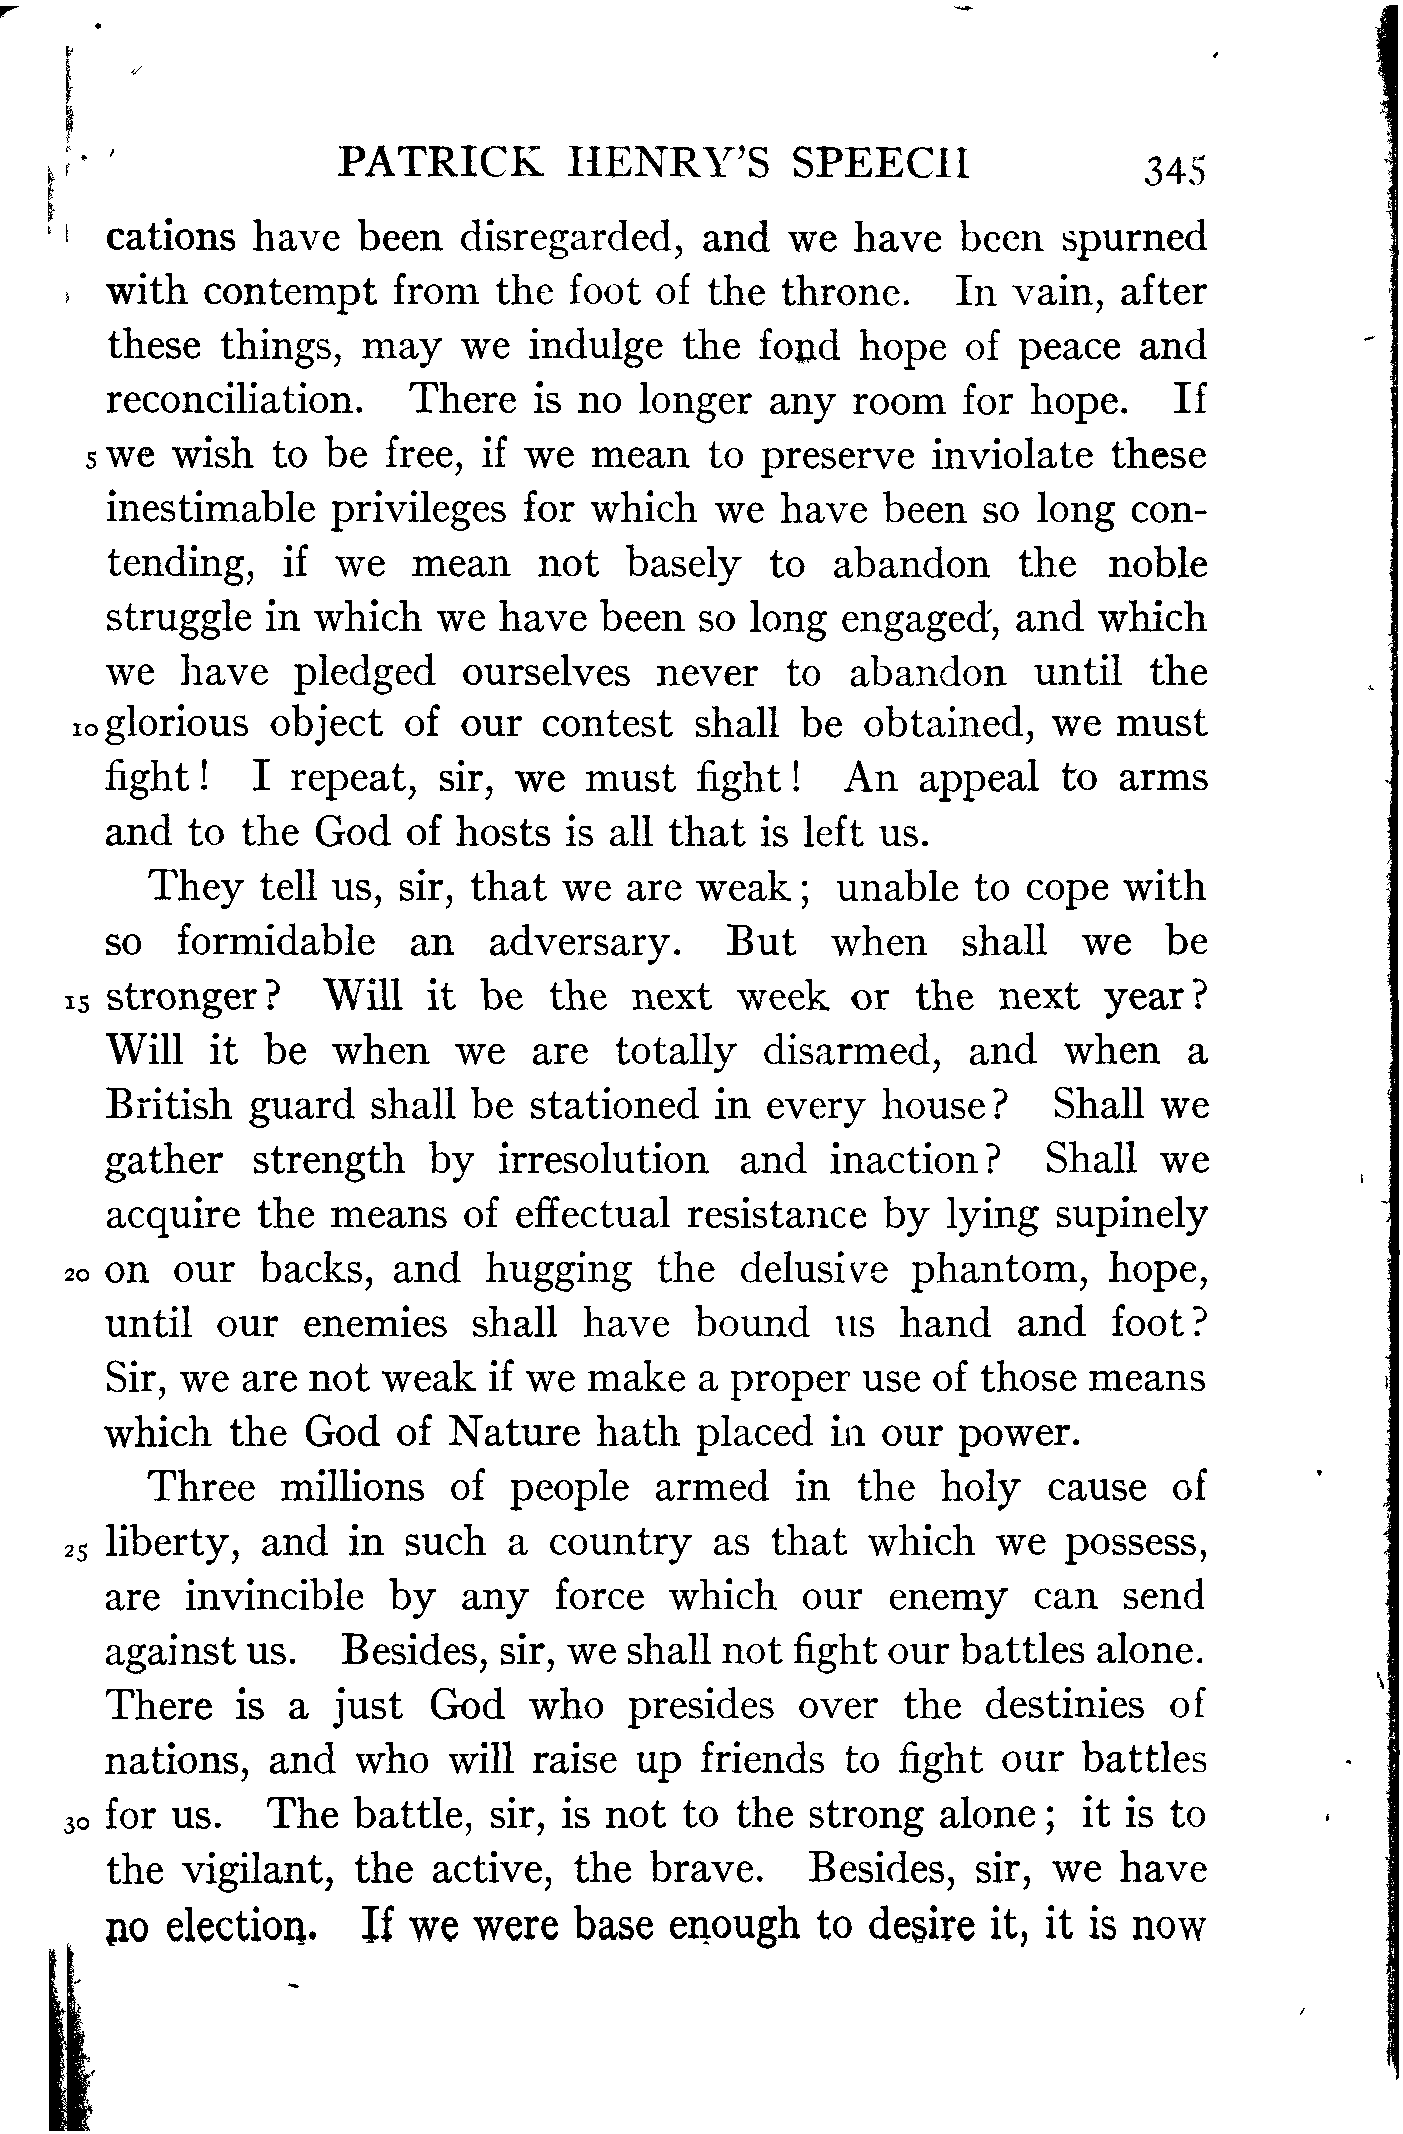 PATRICK HENRY'S SPEECH 345
cations have been disregarded, and we have been spurned
with contempt from the foot of the throne. In vain, after
these things, may we indulge the fond hope of peace and
reconciliation. There is no longer any room for hope. If
5 we wish to be free, if we mean to preserve inviolate these
inestimable privileges for which we have been so long con-
tending, if we mean not basely to abandon the noble
struggle in which we have been so long engaged, and which
we have pledged ourselves never to abandon until the
10 glorious object of our contest shall be obtained, we must
fight! I repeat, sir, we must fight! An appeal to arms
and to the God of hosts is all that is left us.
They tell us, sir, that we are weak; unable to cope with
so formidable an adversary. But when shall we be
15 stronger? Will it be the next week or the next year?
Will it be when we are totally disarmed, and when a
British guard shall be stationed in every house? Shall we
gather strength by irresolution and inaction? Shall we
acquire the means of effectual resistance by lying supinely
20 on our backs, and hugging the delusive phantom, hope,
until our enemies shall have bound us hand and foot?
Sir, we are not weak if we make a proper use of those means
which the God of Nature hath placed in our power.
Three millions of people armed in the holy cause of
25 liberty, and in such a country as that which we possess,
are invincible by any force which our enemy can send
against us. Besides, sir, we shall not fight our battles alone.
There is a just God who presides over the destinies of
nations, and who will raise up friends to fight our battles
30 for us. The battle, sir, is not to the strong alone; it is to
the vigilant, the active, the brave. Besides, sir, we have
no election. If we were base enough to desire it, it is now